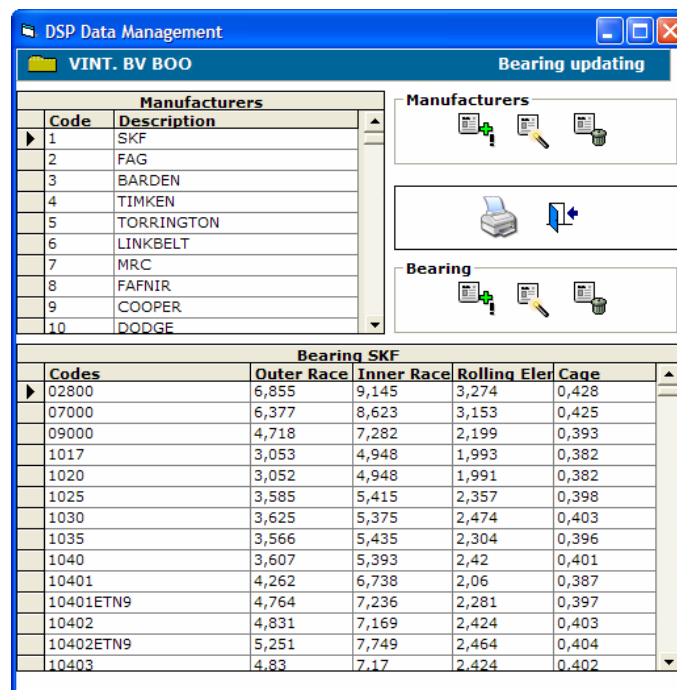 DSP Data Management
VINT. BV BOO Bearing updating
Manufacturers
Code Description
1 SKF
2 FAG
3 BARDEN
4 TIMKEN
5 TORRINGTON
6 LINKBELT
7 MRC
8 FAFNIR
9 COOPER
10 DODGE
Manufacturers
Bearing
Bearing SKF
Codes Outer Race Inner Race Rolling Eler Cage
02800 6,855 9,145 3,274 0,428
07000 6,377 8,623 3,153 0,425
09000 4,718 7,282 2,199 0,393
1017 3,053 4,948 1,993 0,382
1020 3,052 4,948 1,991 0,382
1025 3,585 5,415 2,357 0,398
1030 3,625 5,375 2,474 0,403
1035 3,566 5,435 2,304 0,396
1040 3,607 5,393 2,42 0,401
10401 4,262 6,738 2,06 0,387
10401ETN9 4,764 7,236 2,281 0,397
10402 4,831 7,169 2,424 0,403
10402ETN9 5,251 7,749 2,464 0,404
10403 4,83 7,17 2,424 0,402